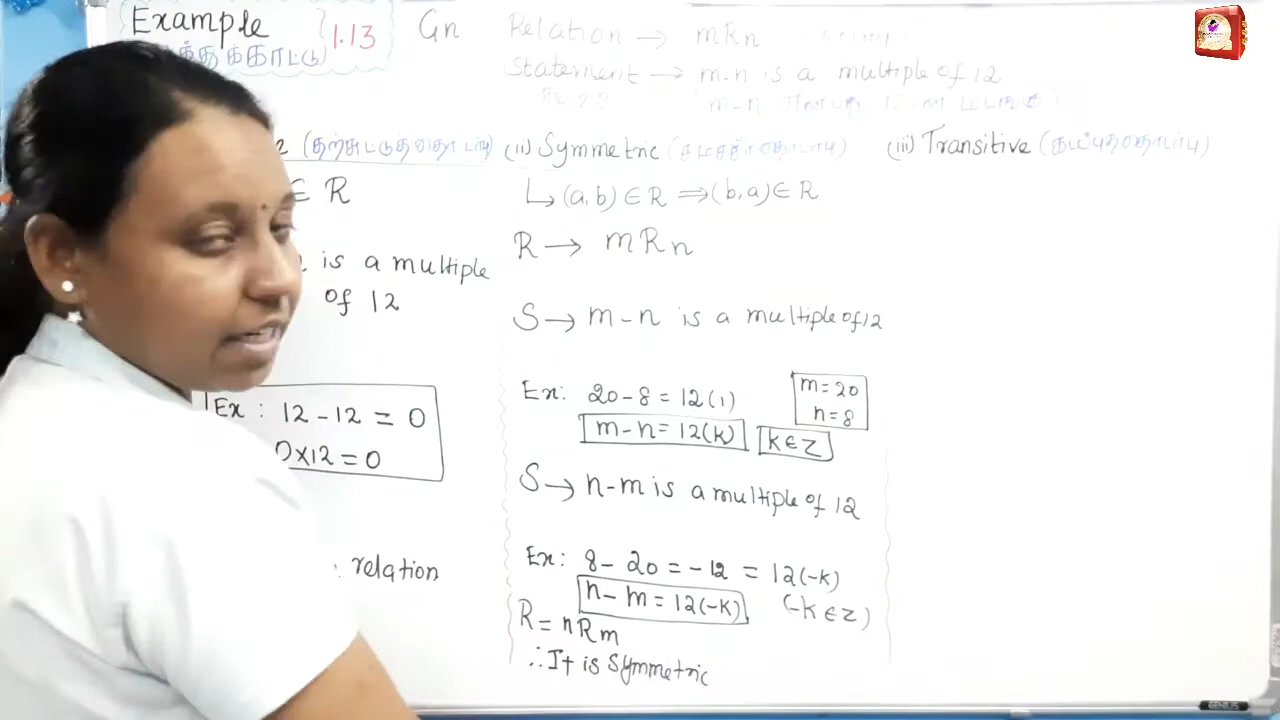 Example
1.13
Gn Relation → mRn
Statement → m-n is a multiple of 12
(தற்சுட்டுத்தொடர்பு) (ii) Symmetric (iii) Transitive
∈ R
↳ (a,b) ∈ R ⇒ (b,a) ∈ R
R → mRn
is a multiple
of 12
S → m-n is a multiple of 12
Ex : 12-12 = 0
0x12 = 0
Ex: 20-8 = 12(1)
m=20
n=8
m-n = 12(k)
k∈z
S → n-m is a multiple of 12
relation
Ex: 8-20 = -12 = 12(-k)
n-m = 12(-k)
(-k∈z)
R = nRm
∴ It is Symmetric